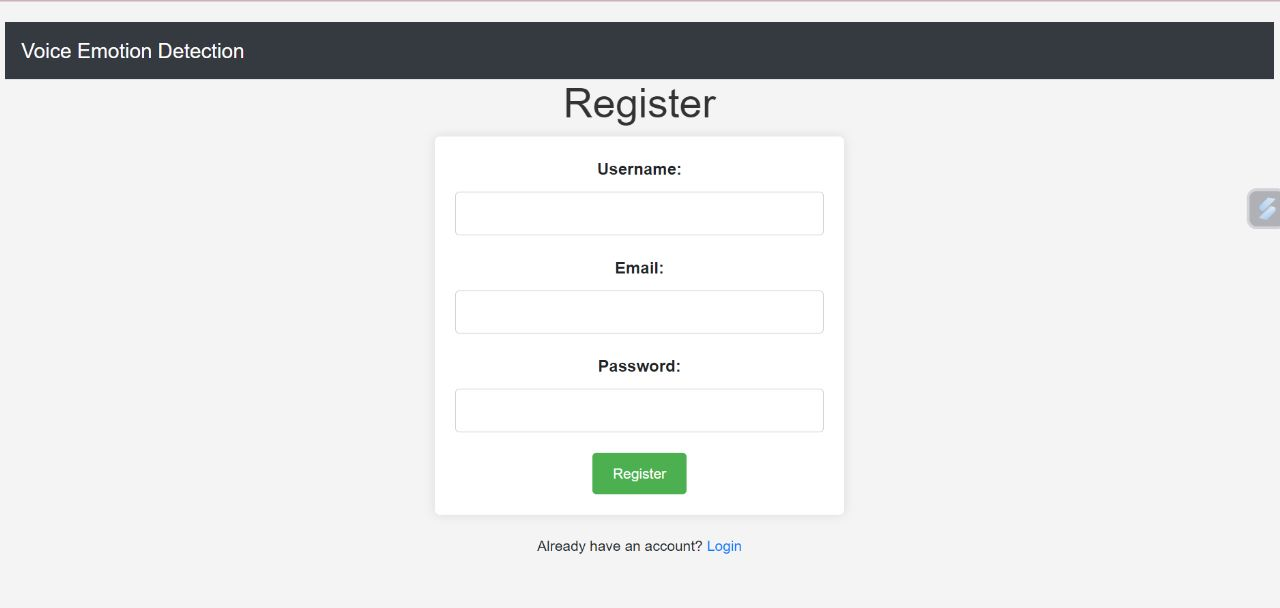 Voice Emotion Detection
Register
Username:
Email:
Password:
Register
Already have an account? Login